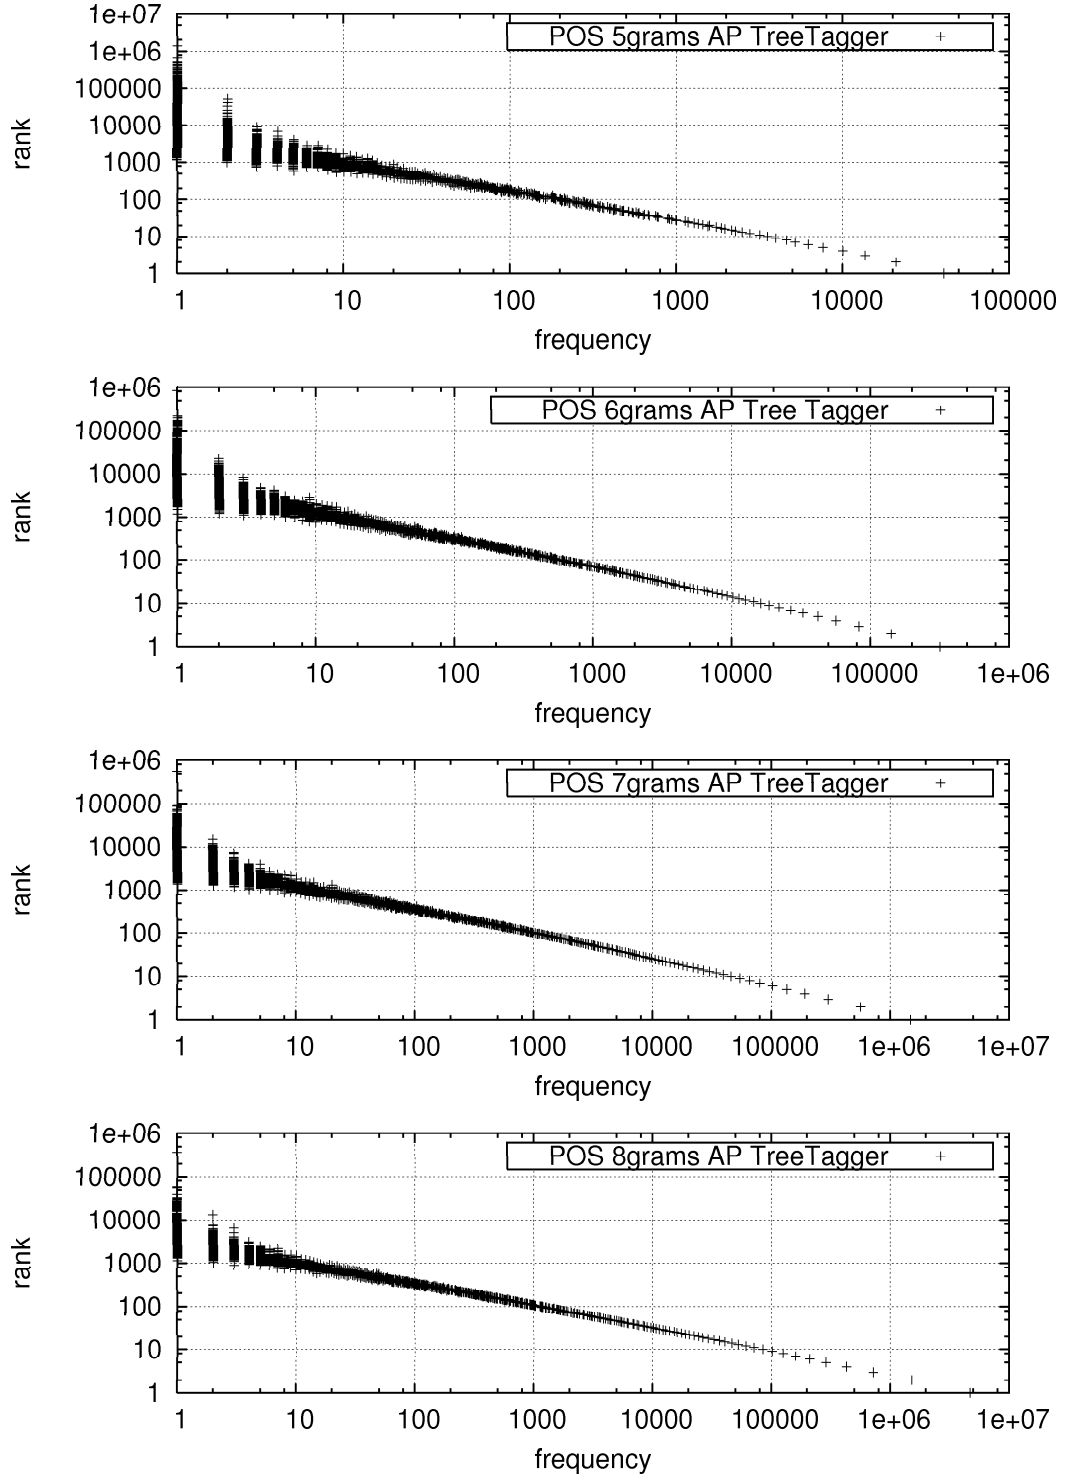 1e+07
1e+06
100000
10000
1000
100
10
1
rank
POS 5grams AP TreeTagger
1 10 100 1000 10000 100000
frequency
1e+06
100000
10000
1000
100
10
1
rank
POS 6grams AP Tree Tagger
1 10 100 1000 10000 100000 1e+06
frequency
1e+06
100000
10000
1000
100
10
1
rank
POS 7grams AP TreeTagger
1 10 100 1000 10000 100000 1e+06 1e+07
frequency
1e+06
100000
10000
1000
100
10
1
rank
POS 8grams AP TreeTagger
1 10 100 1000 10000 100000 1e+06 1e+07
frequency